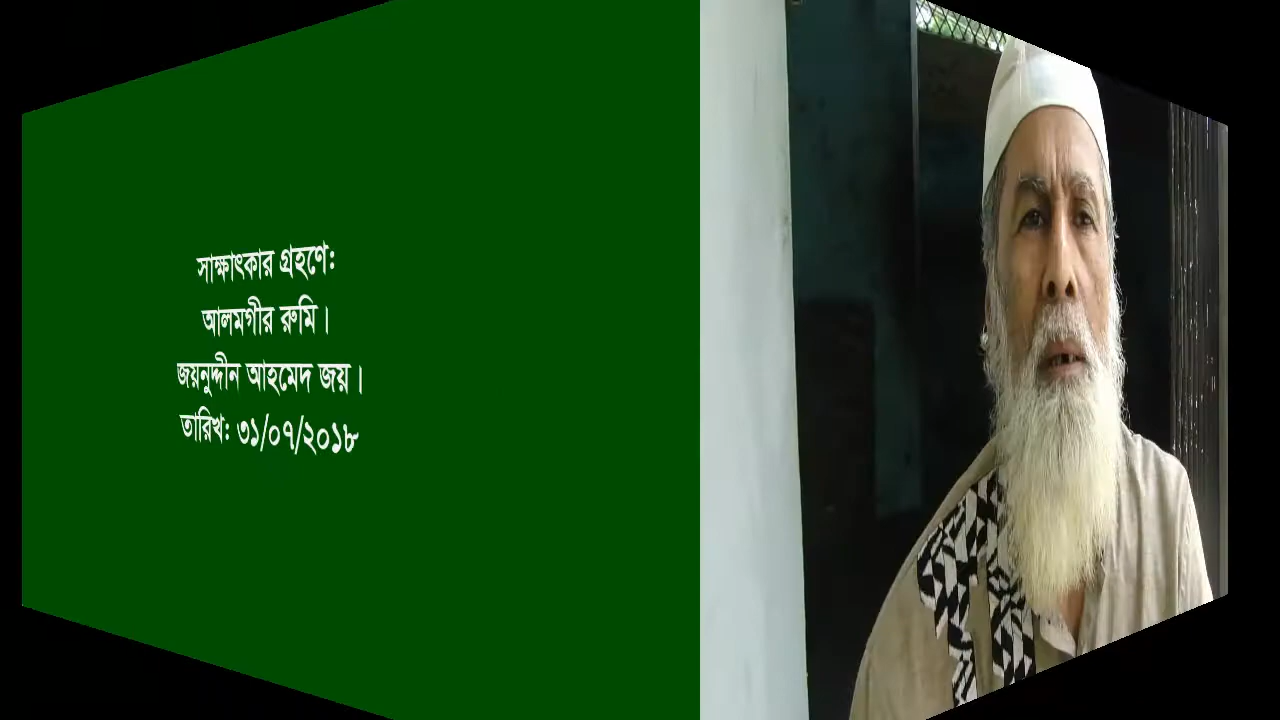 সাক্ষাৎকার গ্রহণে:
আলমগীর রুমি।
জয়নুদ্দীন আহমেদ জয়।
তারিখ: ৩১/০৭/২০১৮